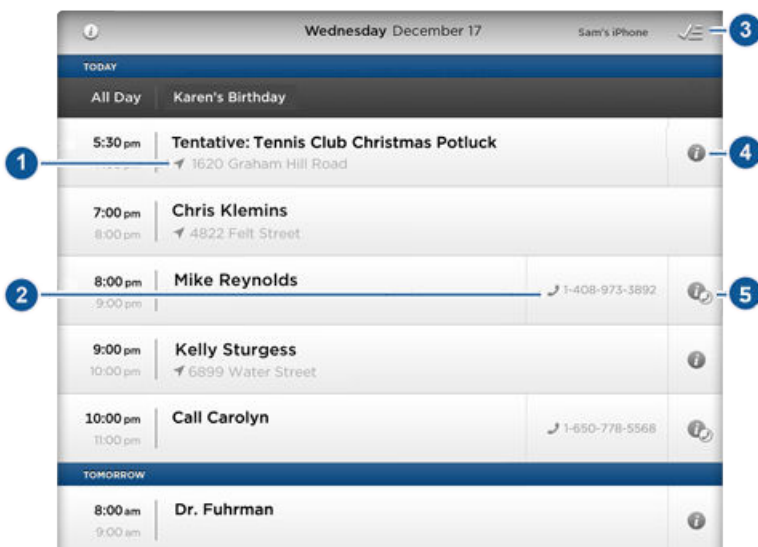 Wednesday December 17
Sam's iPhone
3
TODAY
All Day
Karen's Birthday
5:30 pm
Tentative: Tennis Club Christmas Potluck
4
1
1620 Graham Hill Road
7:00 pm
Chris Klemins
8:00 pm
4822 Felt Street
8:00 pm
Mike Reynolds
2
1-408-973-3892
5
9:00 pm
9:00 pm
Kelly Sturgess
10:00 pm
6899 Water Street
10:00 pm
Call Carolyn
11:00 pm
1-650-778-5568
TOMORROW
8:00 am
Dr. Fuhrman
9:00 am